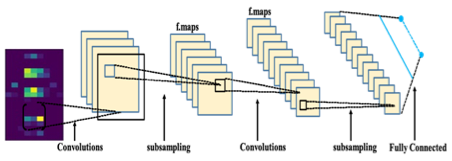 f.maps
f.maps
Convolutions
subsampling
Convolutions
subsampling
Fully Connected